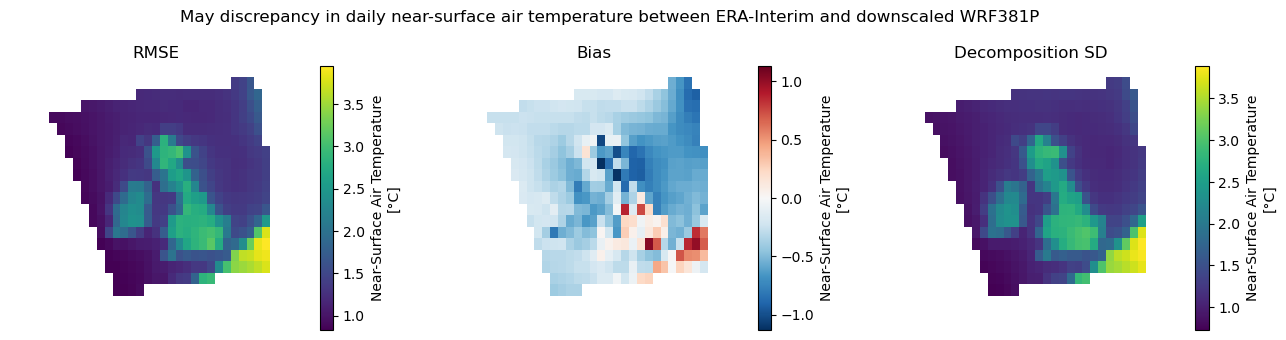 May discrepancy in daily near-surface air temperature between ERA-Interim and downscaled WRF381P
RMSE
3.5
3.0
2.5
2.0
1.5
1.0
Near-Surface Air Temperature
[°C]
Bias
1.0
0.5
0.0
−0.5
−1.0
Near-Surface Air Temperature
[°C]
Decomposition SD
3.5
3.0
2.5
2.0
1.5
1.0
Near-Surface Air Temperature
[°C]